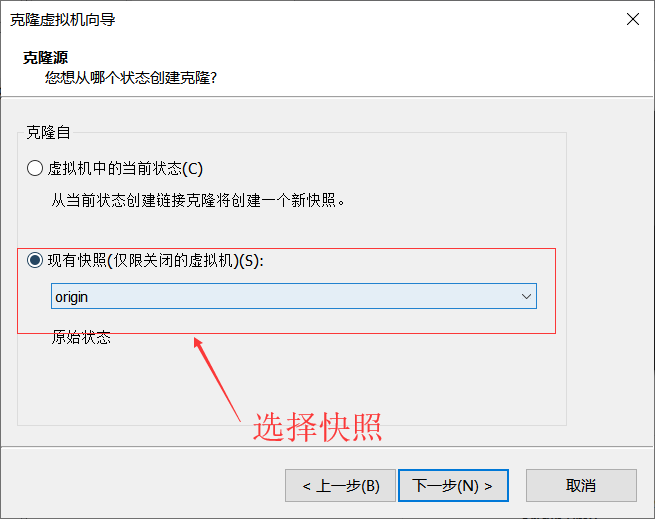 克隆虚拟机向导
克隆源
您想从哪个状态创建克隆?
克隆自
虚拟机中的当前状态(C)
从当前状态创建链接克隆将创建一个新快照。
现有快照(仅限关闭的虚拟机)(S):
origin
原始状态
选择快照
< 上一步(B)
下一步(N) >
取消